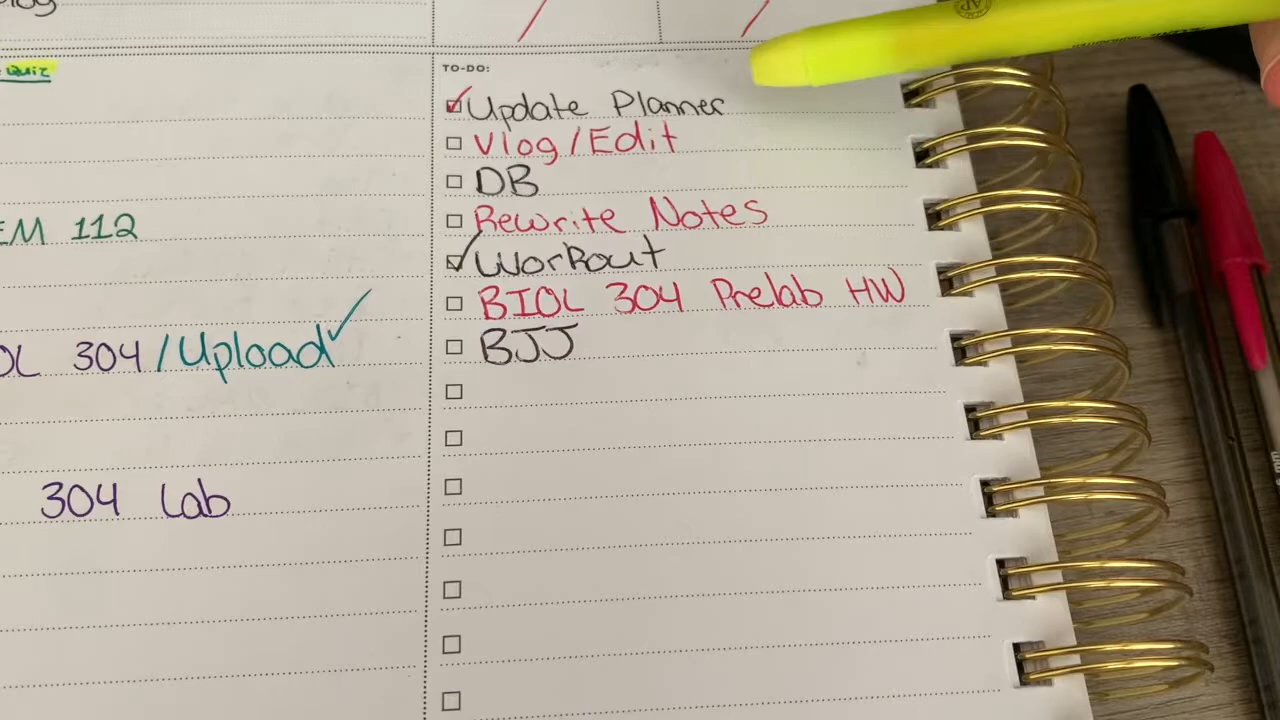 Quiz
TO-DO:
Update Planner
Vlog/Edit
DB
Rewrite Notes
Workout
BIOL 304 Prelab HW
BJJ
112
304/Upload
304 Lab
AP